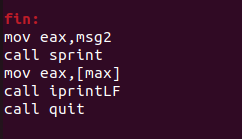 fin:
mov eax,msg2
call sprint
mov eax,[max]
call iprintLF
call quit